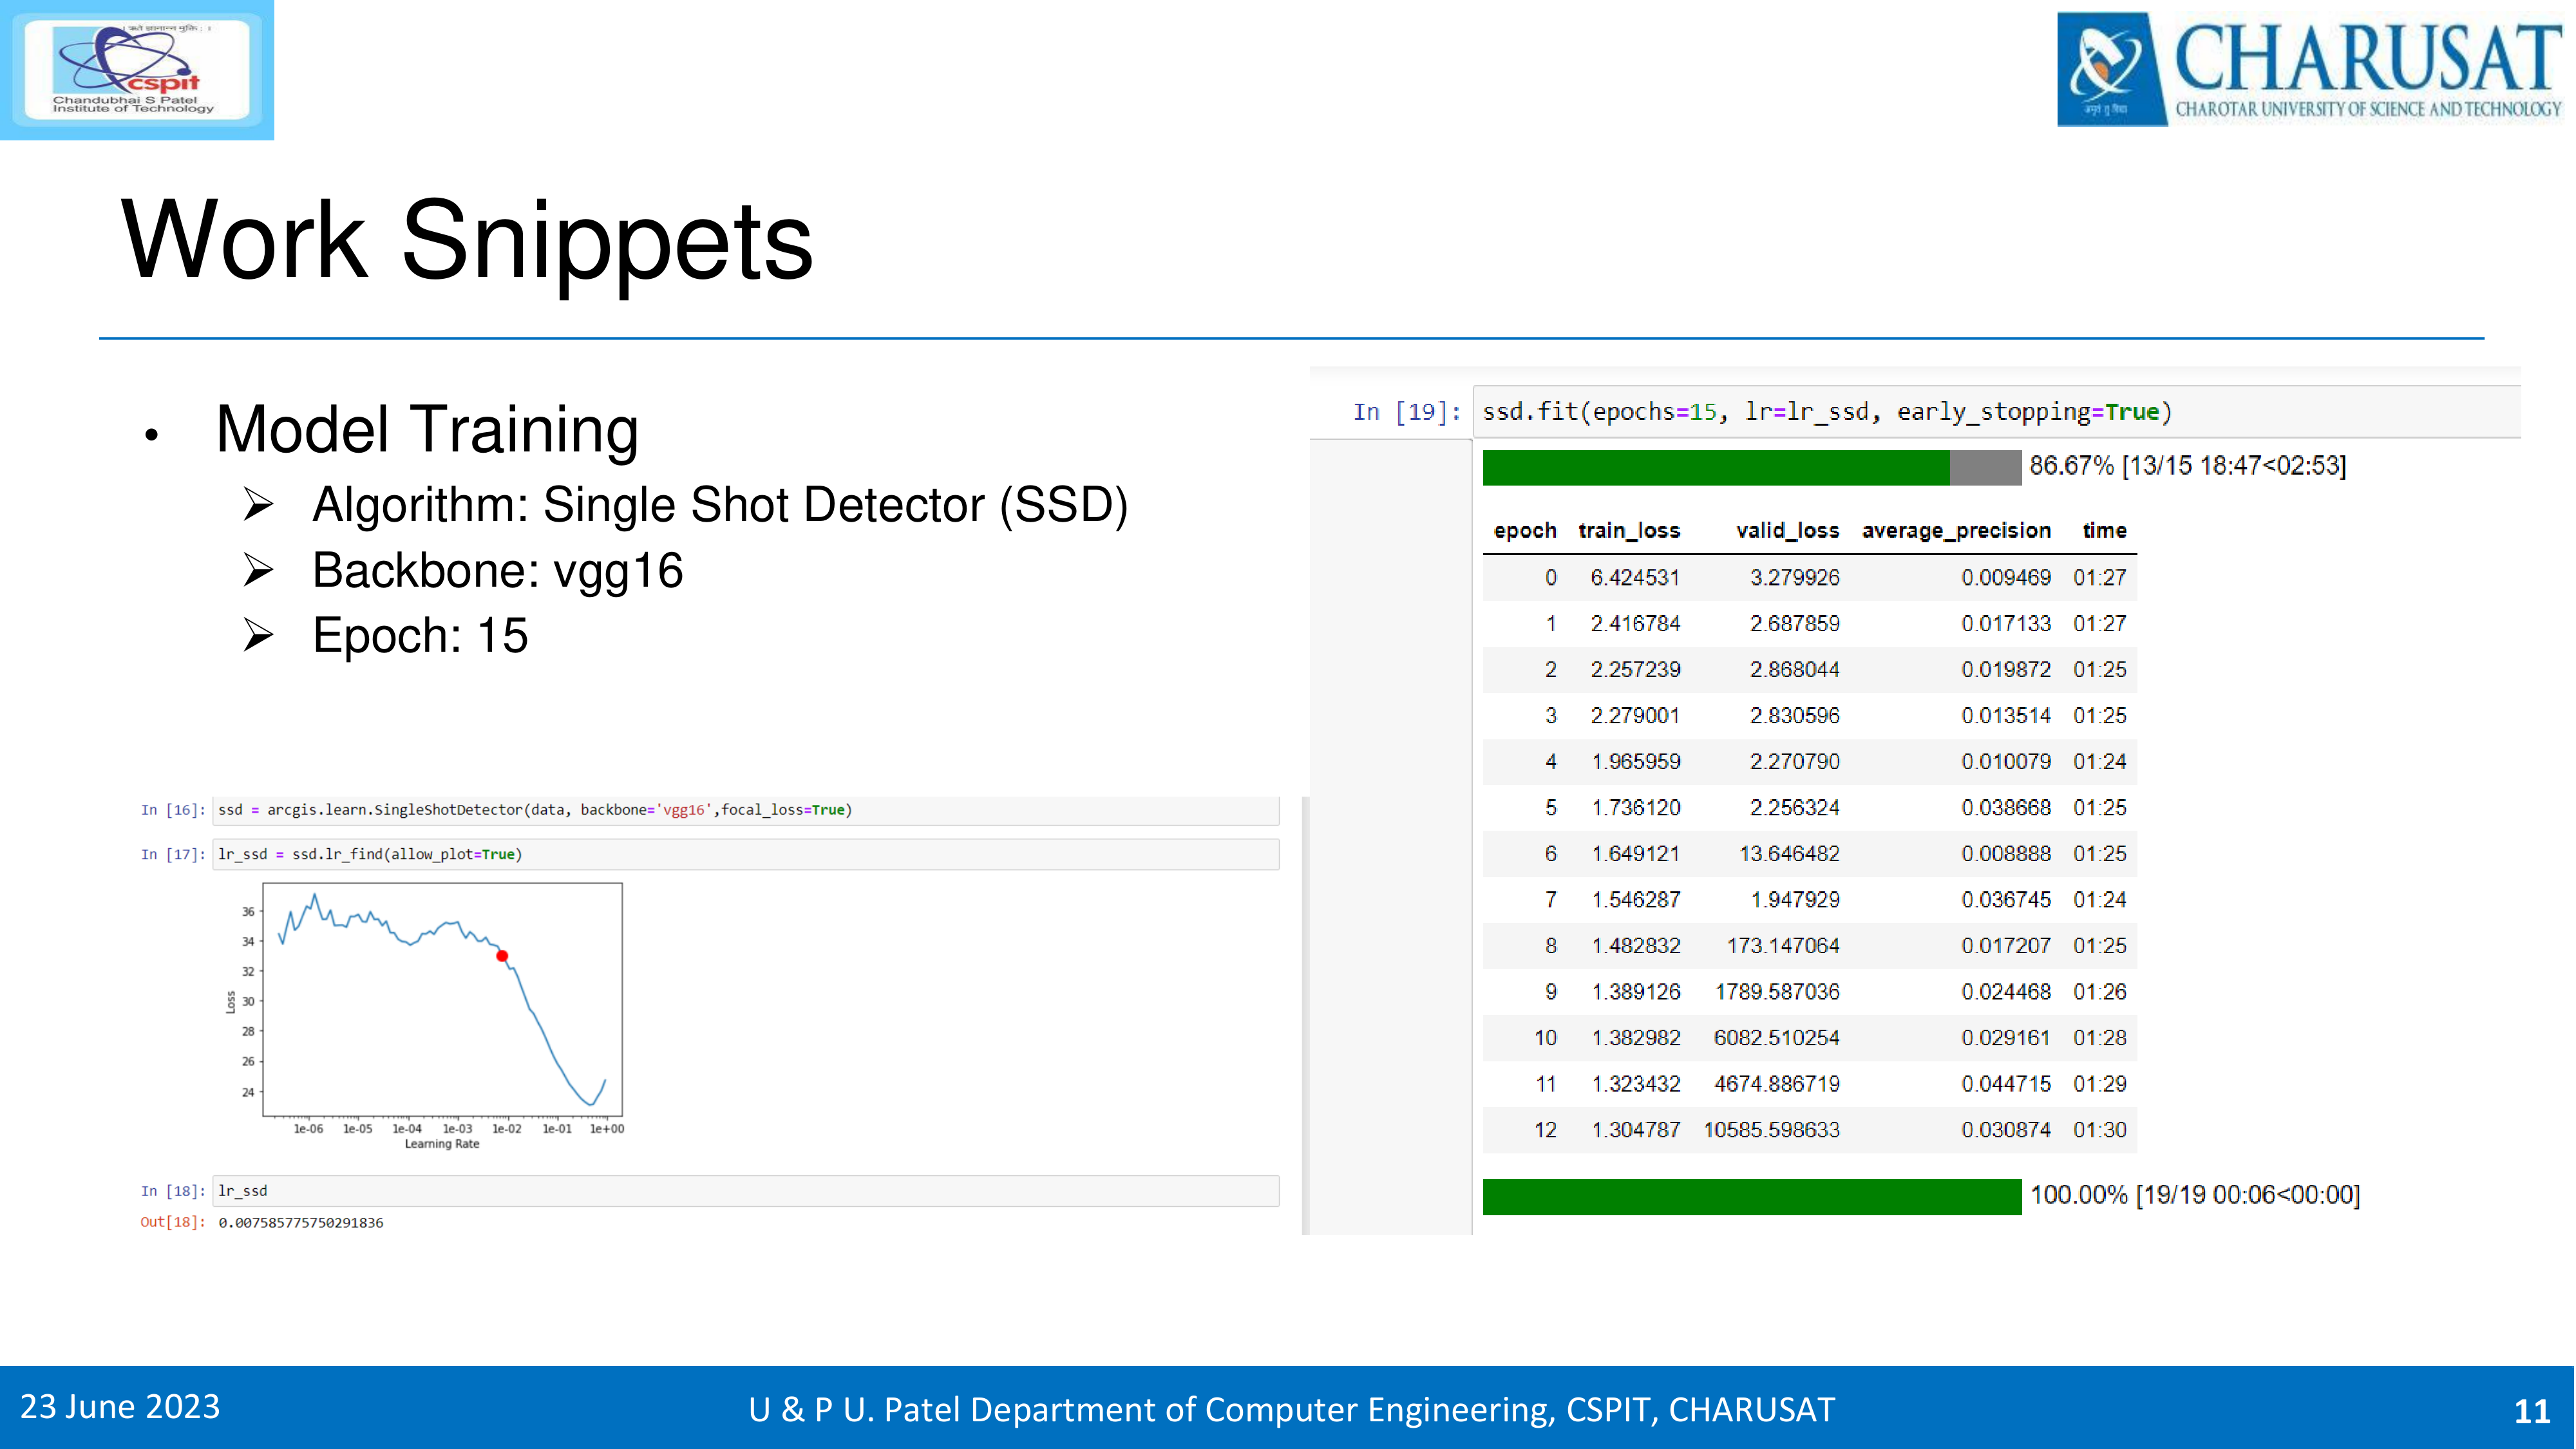 । ऋते ज्ञानान्न मुक्ति: ।
cspit
Chandubhai S Patel
Institute of Technology
CHARUSAT
CHAROTAR UNIVERSITY OF SCIENCE AND TECHNOLOGY
Work Snippets
• Model Training
➢ Algorithm: Single Shot Detector (SSD)
➢ Backbone: vgg16
➢ Epoch: 15
In [16]: ssd = arcgis.learn.SingleShotDetector(data, backbone='vgg16',focal_loss=True)
In [17]: lr_ssd = ssd.lr_find(allow_plot=True)
36
34
32
30
28
26
24
Loss
1e-06 1e-05 1e-04 1e-03 1e-02 1e-01 1e+00
Learning Rate
In [18]: lr_ssd
Out[18]: 0.007585775750291836
In [19]: ssd.fit(epochs=15, lr=lr_ssd, early_stopping=True)
86.67% [13/15 18:47<02:53]
epoch train_loss valid_loss average_precision time
0 6.424531 3.279926 0.009469 01:27
1 2.416784 2.687859 0.017133 01:27
2 2.257239 2.868044 0.019872 01:25
3 2.279001 2.830596 0.013514 01:25
4 1.965959 2.270790 0.010079 01:24
5 1.736120 2.256324 0.038668 01:25
6 1.649121 13.646482 0.008888 01:25
7 1.546287 1.947929 0.036745 01:24
8 1.482832 173.147064 0.017207 01:25
9 1.389126 1789.587036 0.024468 01:26
10 1.382982 6082.510254 0.029161 01:28
11 1.323432 4674.886719 0.044715 01:29
12 1.304787 10585.598633 0.030874 01:30
100.00% [19/19 00:06<00:00]
23 June 2023
U & P U. Patel Department of Computer Engineering, CSPIT, CHARUSAT
11